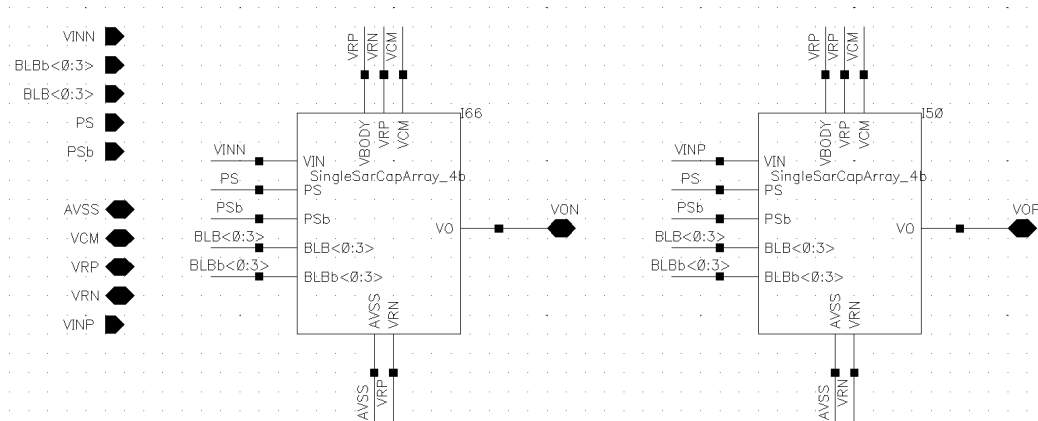 VINN
BLBb<0:3>
BLB<0:3>
PS
PSb
AVSS
VCM
VRP
VRN
VINP
VRP
VRN
VCM
I66
VBODY
VRP
VCM
VINN
VIN
SingleSarCapArray_4b
PS
PS
PSb
PSb
VO
VON
BLB<0:3>
BLB<0:3>
BLBb<0:3>
BLBb<0:3>
AVSS
VRN
AVSS
VRP
VRP
VRP
VCM
I50
VBODY
VRP
VCM
VINP
VIN
SingleSarCapArray_4b
PS
PS
PSb
PSb
VO
VOP
BLB<0:3>
BLB<0:3>
BLBb<0:3>
BLBb<0:3>
AVSS
VRN
AVSS
VRN